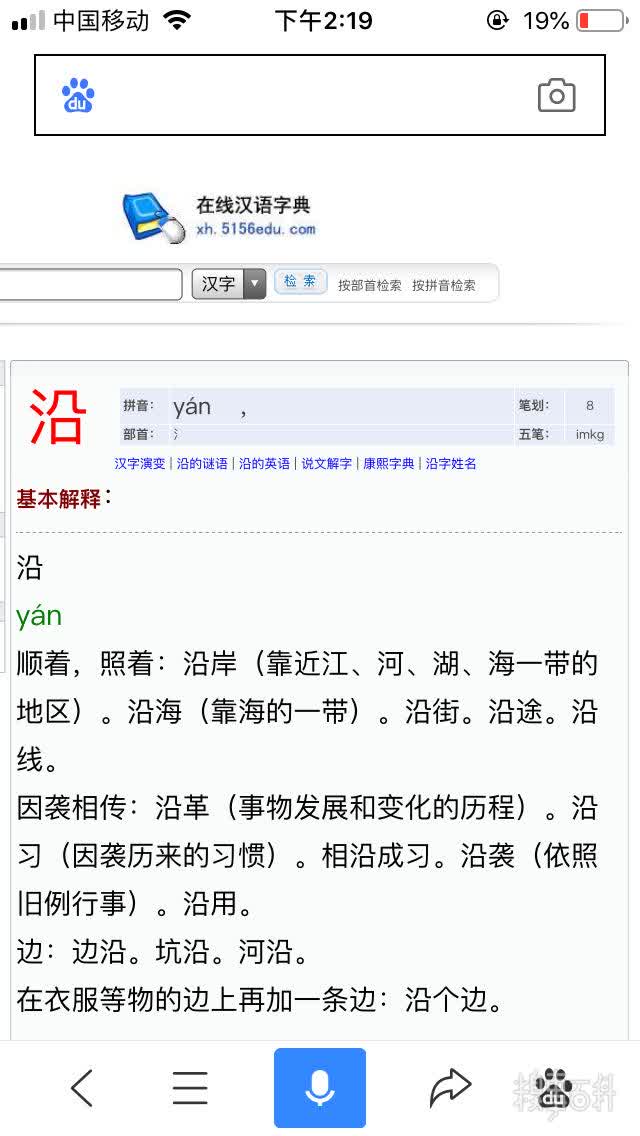 中国移动 下午2:19 19%
du
在线汉语字典
xh.5156edu.com
汉字 检索 按部首检索 按拼音检索
沿
拼音： yán ， 笔划： 8
部首： 氵 五笔： imkg
汉字演变 | 沿的谜语 | 沿的英语 | 说文解字 | 康熙字典 | 沿字姓名
基本解释：
沿
yán
顺着，照着：沿岸（靠近江、河、湖、海一带的
地区）。沿海（靠海的一带）。沿街。沿途。沿
线。
因袭相传：沿革（事物发展和变化的历程）。沿
习（因袭历来的习惯）。相沿成习。沿袭（依照
旧例行事）。沿用。
边：边沿。坑沿。河沿。
在衣服等物的边上再加一条边：沿个边。
du